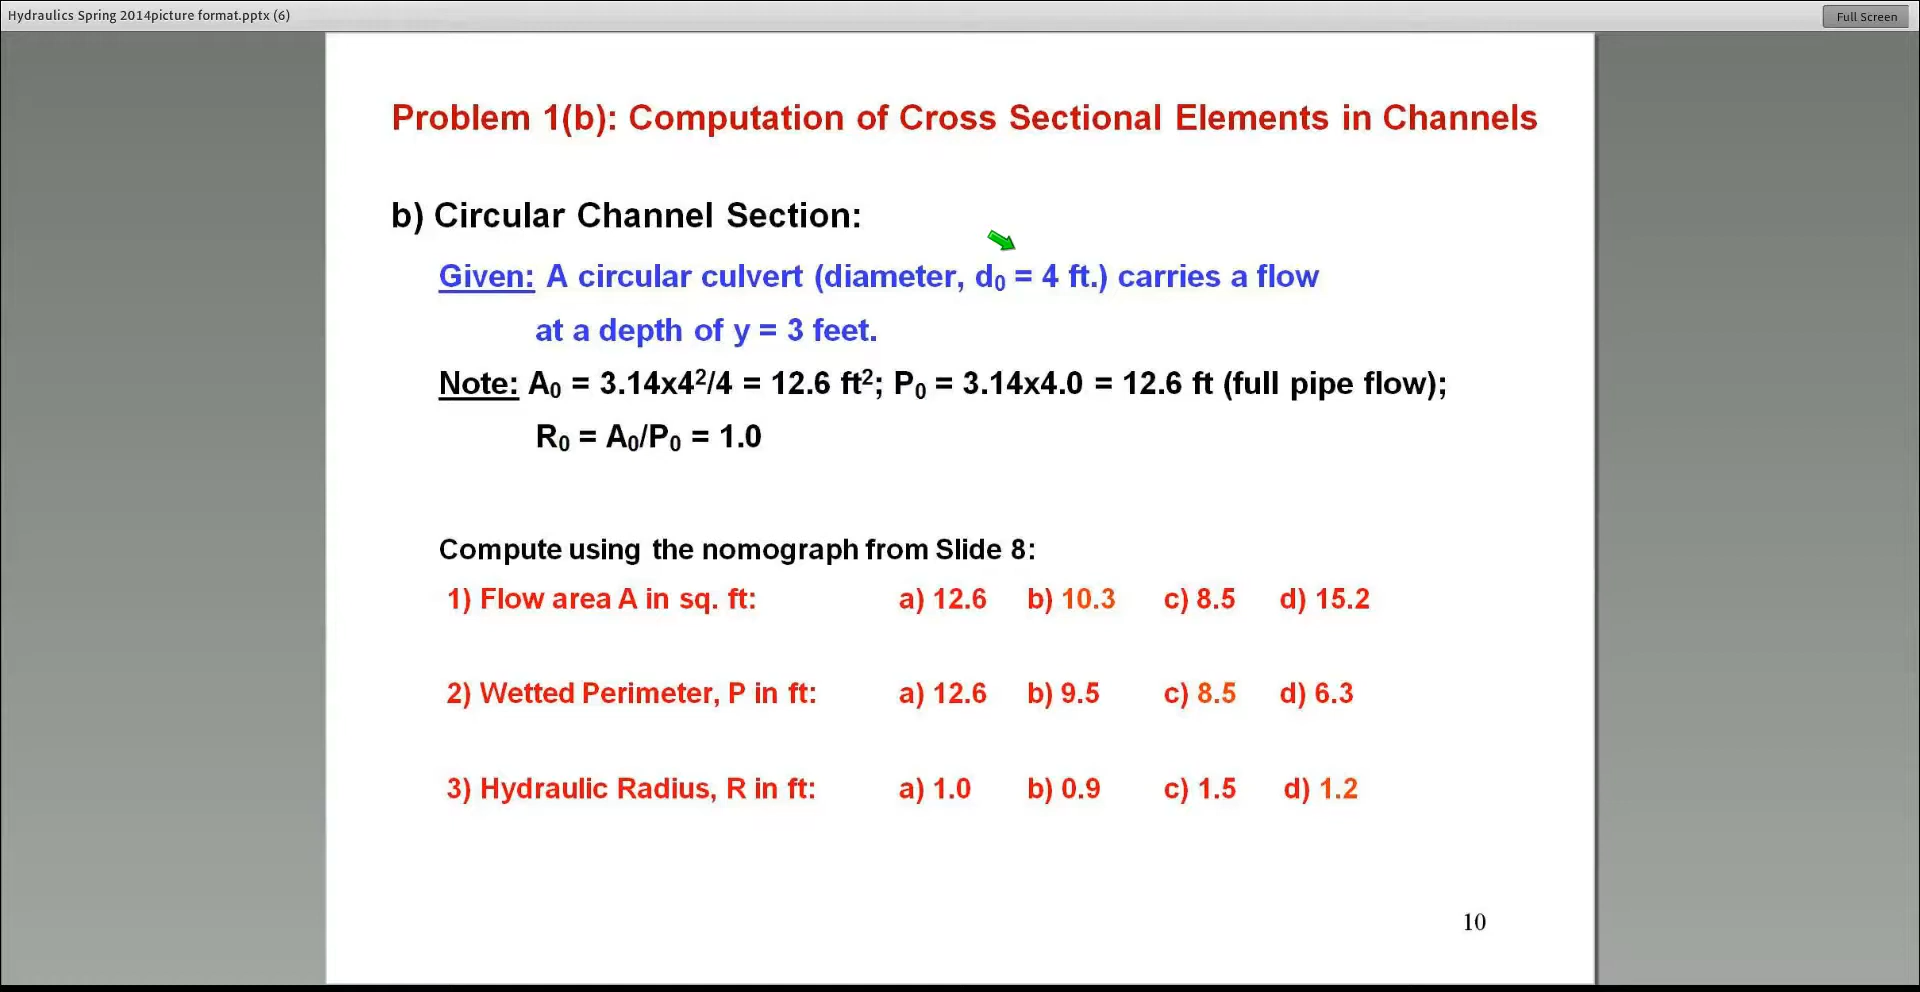 Hydraulics Spring 2014picture format.pptx (6)
Full Screen
Problem 1(b): Computation of Cross Sectional Elements in Channels
b) Circular Channel Section:
Given: A circular culvert (diameter, d₀ = 4 ft.) carries a flow
at a depth of y = 3 feet.
Note: A₀ = 3.14x4²/4 = 12.6 ft²; P₀ = 3.14x4.0 = 12.6 ft (full pipe flow);
R₀ = A₀/P₀ = 1.0
Compute using the nomograph from Slide 8:
1) Flow area A in sq. ft: a) 12.6 b) 10.3 c) 8.5 d) 15.2
2) Wetted Perimeter, P in ft: a) 12.6 b) 9.5 c) 8.5 d) 6.3
3) Hydraulic Radius, R in ft: a) 1.0 b) 0.9 c) 1.5 d) 1.2
10